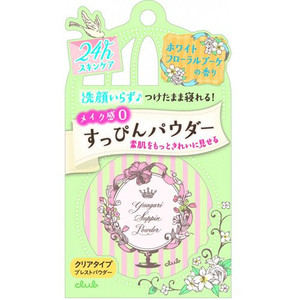 24h
スキンケア
ホワイト
フローラルブーケ
の香り
洗顔いらず♪つけたまま寝れる!
メイク感0
すっぴんパウダー
素肌をもっときれいに見せる
Yuagari
Suppin
Powder
club
クリアタイプ
プレストパウダー
club